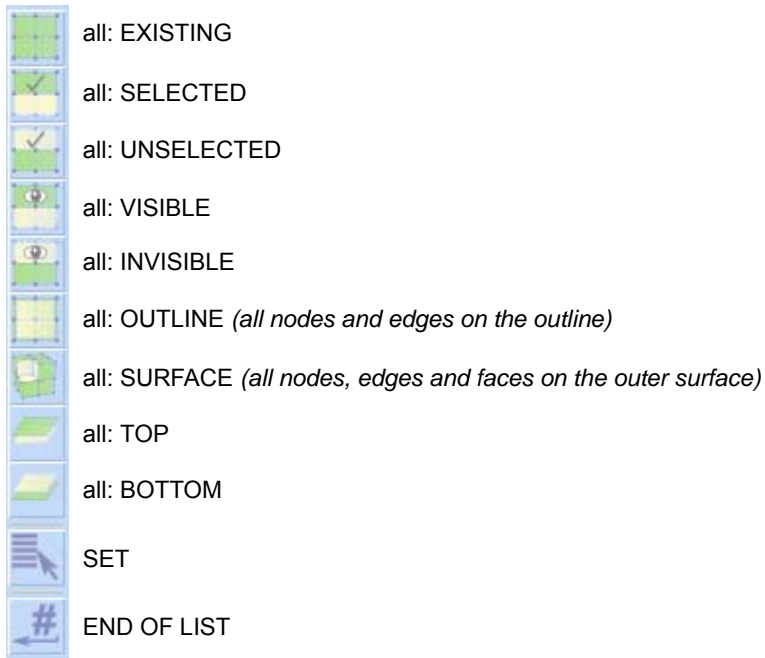 all: EXISTING
all: SELECTED
all: UNSELECTED
all: VISIBLE
all: INVISIBLE
all: OUTLINE (all nodes and edges on the outline)
all: SURFACE (all nodes, edges and faces on the outer surface)
all: TOP
all: BOTTOM
SET
# END OF LIST